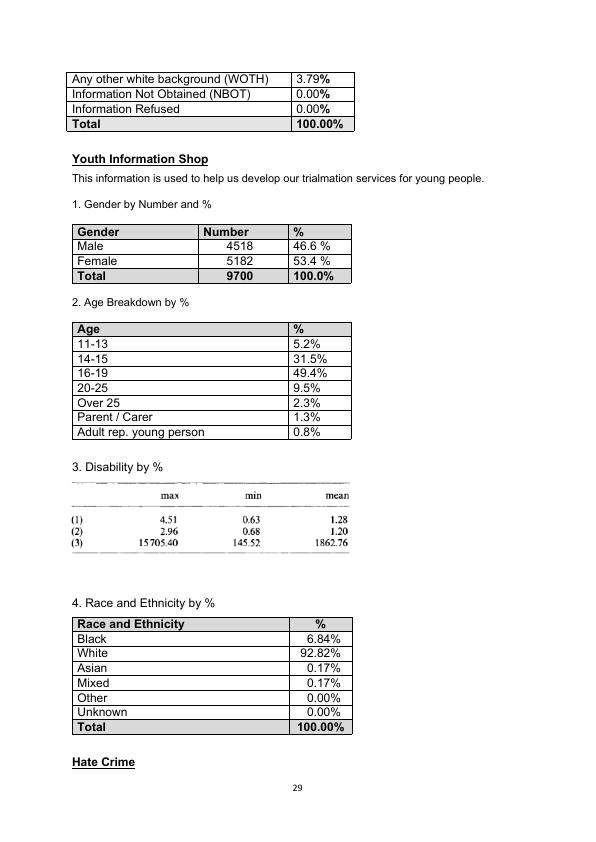 Any other white background (WOTH) 3.79%
Information Not Obtained (NBOT) 0.00%
Information Refused 0.00%
Total 100.00%
Youth Information Shop
This information is used to help us develop our trialmation services for young people.
1. Gender by Number and %
Gender Number %
Male 4518 46.6 %
Female 5182 53.4 %
Total 9700 100.0%
2. Age Breakdown by %
Age %
11-13 5.2%
14-15 31.5%
16-19 49.4%
20-25 9.5%
Over 25 2.3%
Parent / Carer 1.3%
Adult rep. young person 0.8%
3. Disability by %
max min mean
(1) 4.51 0.63 1.28
(2) 2.96 0.68 1.20
(3) 15705.40 145.52 1862.76
4. Race and Ethnicity by %
Race and Ethnicity %
Black 6.84%
White 92.82%
Asian 0.17%
Mixed 0.17%
Other 0.00%
Unknown 0.00%
Total 100.00%
Hate Crime
29